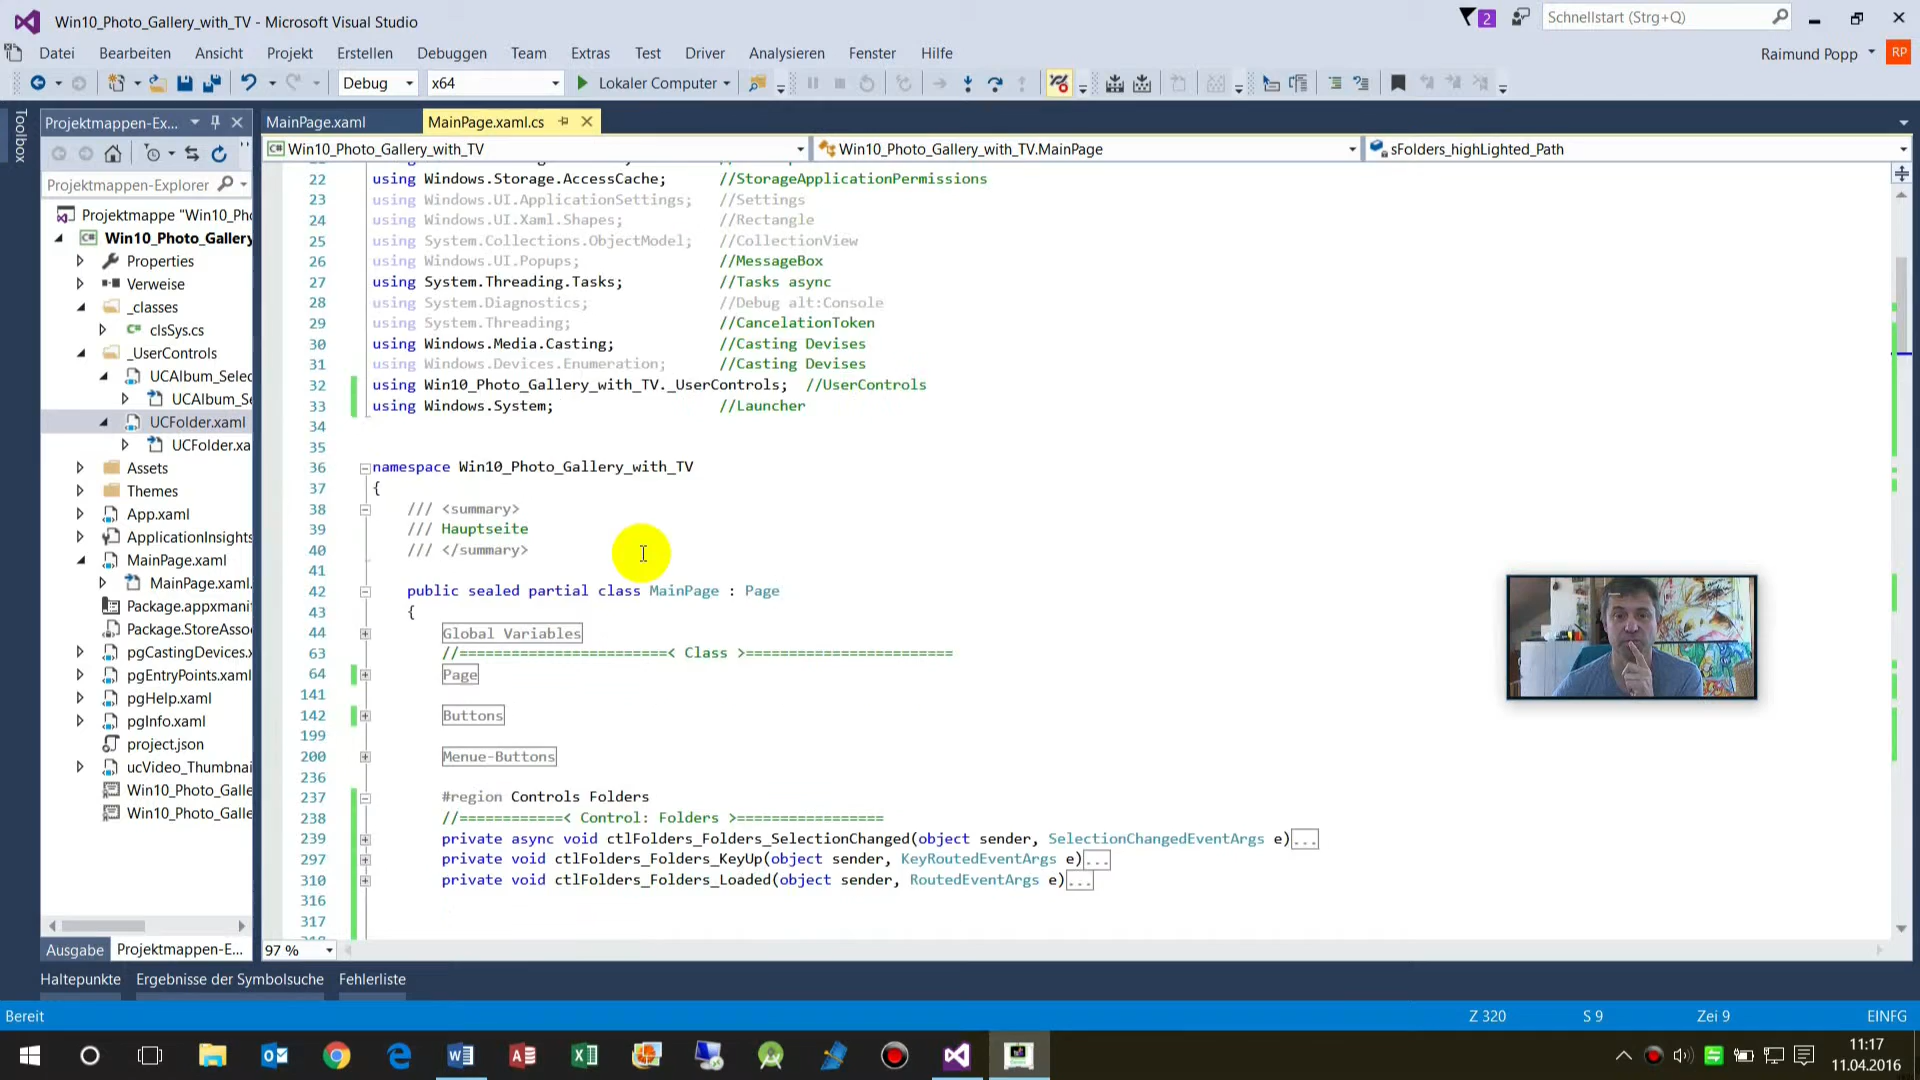 Win10_Photo_Gallery_with_TV - Microsoft Visual Studio
2
Schnellstart (Strg+Q)
Datei Bearbeiten Ansicht Projekt Erstellen Debuggen Team Extras Test Driver Analysieren Fenster Hilfe
Raimund Popp RP
Debug x64 Lokaler Computer
Toolbox
Projektmappen-Ex...
MainPage.xaml MainPage.xaml.cs
Win10_Photo_Gallery_with_TV Win10_Photo_Gallery_with_TV.MainPage sFolders_highLighted_Path
Projektmappen-Explorer
Projektmappe "Win10_Pho
Win10_Photo_Gallery
Properties
Verweise
_classes
clsSys.cs
_UserControls
UCAlbum_Selec
UCAlbum_Se
UCFolder.xaml
UCFolder.xa
Assets
Themes
App.xaml
ApplicationInsights
MainPage.xaml
MainPage.xaml.
Package.appxmani
Package.StoreAsso
pgCastingDevices.x
pgEntryPoints.xaml
pgHelp.xaml
pgInfo.xaml
project.json
ucVideo_Thumbnai
Win10_Photo_Galle
Win10_Photo_Galle
22 using Windows.Storage.AccessCache; //StorageApplicationPermissions
23 using Windows.UI.ApplicationSettings; //Settings
24 using Windows.UI.Xaml.Shapes; //Rectangle
25 using System.Collections.ObjectModel; //CollectionView
26 using Windows.UI.Popups; //MessageBox
27 using System.Threading.Tasks; //Tasks async
28 using System.Diagnostics; //Debug alt:Console
29 using System.Threading; //CancelationToken
30 using Windows.Media.Casting; //Casting Devises
31 using Windows.Devices.Enumeration; //Casting Devises
32 using Win10_Photo_Gallery_with_TV._UserControls; //UserControls
33 using Windows.System; //Launcher
34
35
36 namespace Win10_Photo_Gallery_with_TV
37 {
38 /// <summary>
39 /// Hauptseite
40 /// </summary>
41
42 public sealed partial class MainPage : Page
43 {
44 Global Variables
63 //========================< Class >========================
64 Page
141
142 Buttons
199
200 Menue-Buttons
236
237 #region Controls Folders
238 //============< Control: Folders >=================
239 private async void ctlFolders_Folders_SelectionChanged(object sender, SelectionChangedEventArgs e)...
297 private void ctlFolders_Folders_KeyUp(object sender, KeyRoutedEventArgs e)...
310 private void ctlFolders_Folders_Loaded(object sender, RoutedEventArgs e)...
316
317
97 %
Ausgabe Projektmappen-E...
Haltepunkte Ergebnisse der Symbolsuche Fehlerliste
Bereit Z 320 S 9 Zei 9 EINFG
11:17
11.04.2016